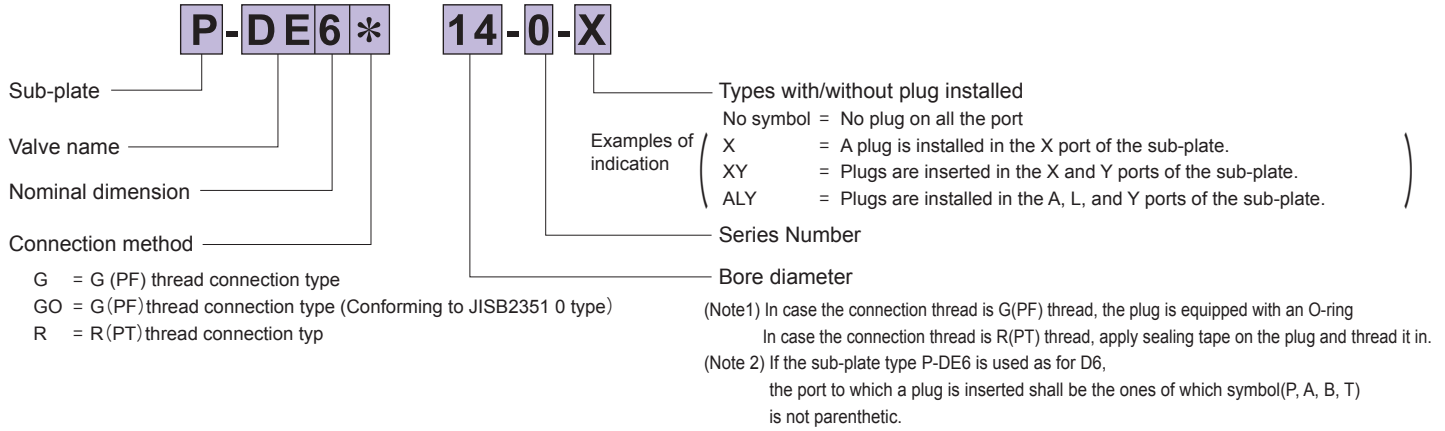 P-DE6＊ 14-0-X
Sub-plate
Valve name
Nominal dimension
Connection method
G = G (PF) thread connection type
GO = G（PF）thread connection type (Conforming to JISB2351 0 type）
R = R（PT）thread connection typ
Types with/without plug installed
No symbol = No plug on all the port
Examples of
indication
X = A plug is installed in the X port of the sub-plate.
XY = Plugs are inserted in the X and Y ports of the sub-plate.
ALY = Plugs are installed in the A, L, and Y ports of the sub-plate.
Series Number
Bore diameter
(Note1) In case the connection thread is G(PF) thread, the plug is equipped with an O-ring
In case the connection thread is R(PT) thread, apply sealing tape on the plug and thread it in.
(Note 2) If the sub-plate type P-DE6 is used as for D6,
the port to which a plug is inserted shall be the ones of which symbol(P, A, B, T)
is not parenthetic.